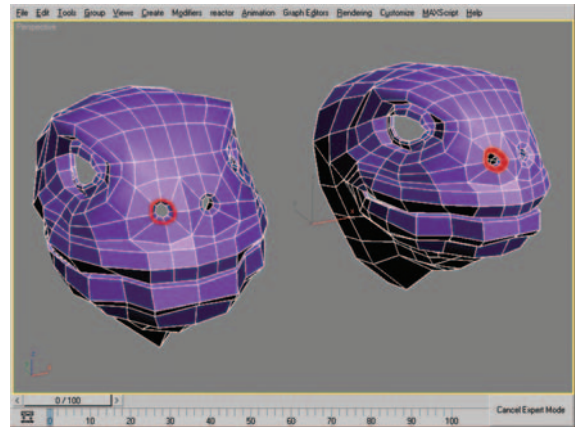 File Edit Tools Group Views Create Modifiers reactor Animation Graph Editors Rendering Customize MAXScript Help
Perspective
< 0 / 100 >
0 10 20 30 40 50 60 70 80 90 100
Cancel Expert Mode